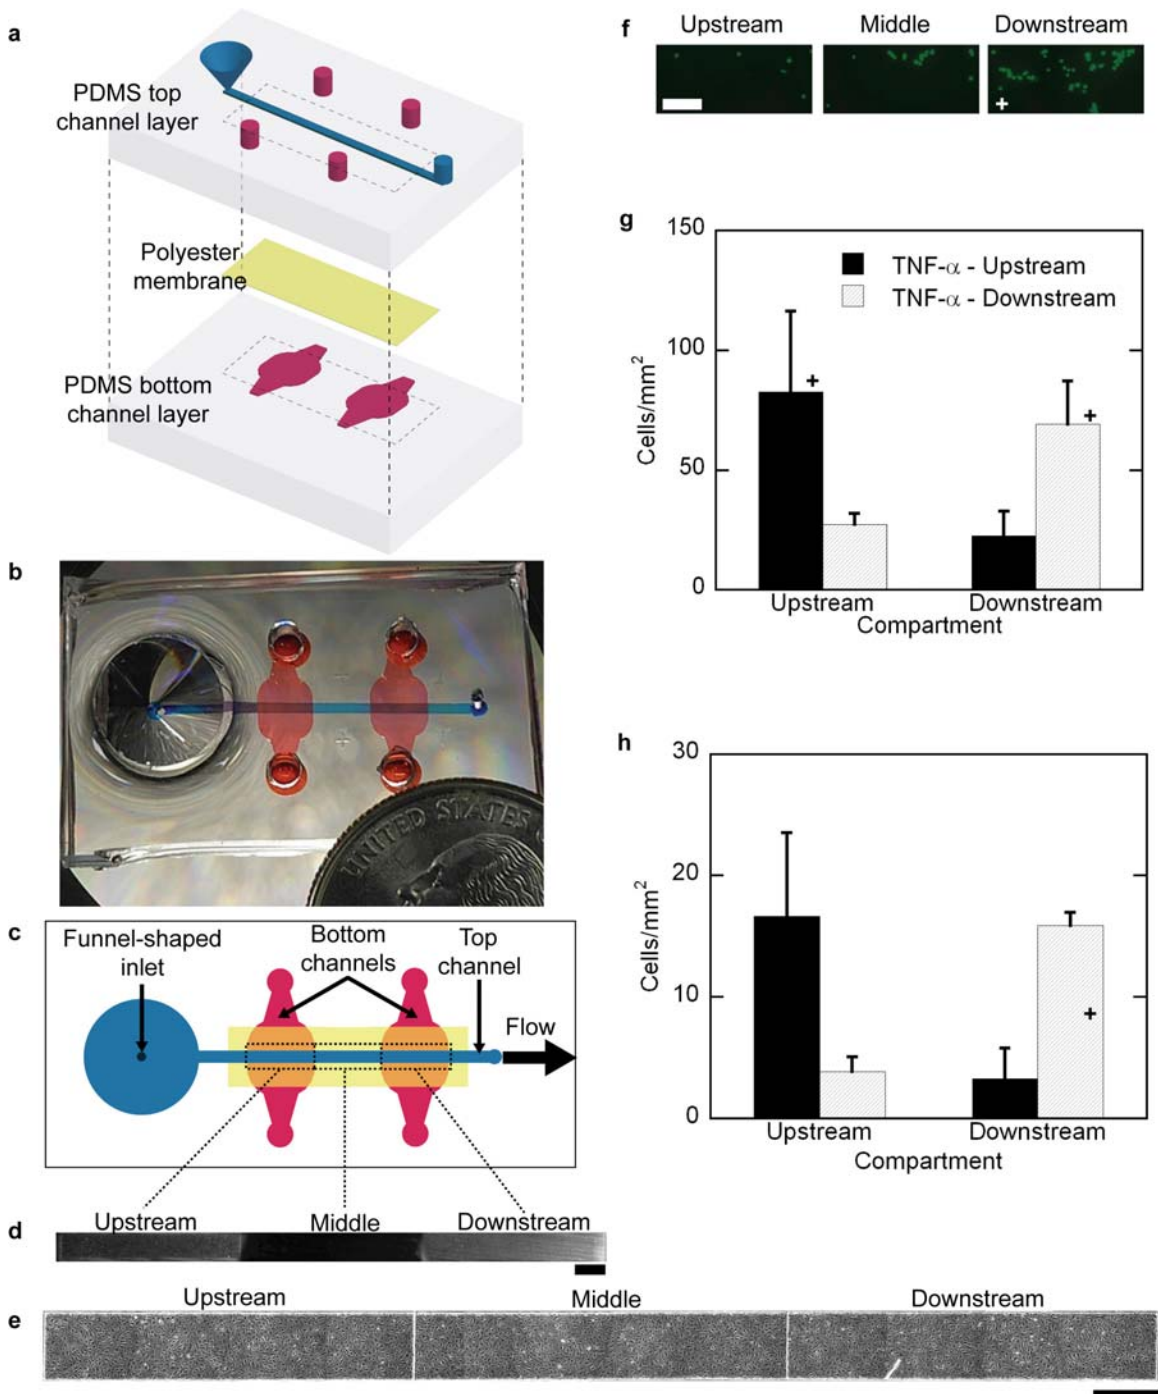 a
PDMS top
channel layer
Polyester
membrane
PDMS bottom
channel layer
b
UNITED STATES
c
Funnel-shaped
inlet
Bottom
channels
Top
channel
Flow
Upstream
Middle
Downstream
d
Upstream
Middle
Downstream
e
f
Upstream
Middle
Downstream
+
g
150
100
50
0
Cells/mm²
TNF-α - Upstream
TNF-α - Downstream
+
+
Upstream
Downstream
Compartment
h
30
20
10
0
Cells/mm²
+
Upstream
Downstream
Compartment